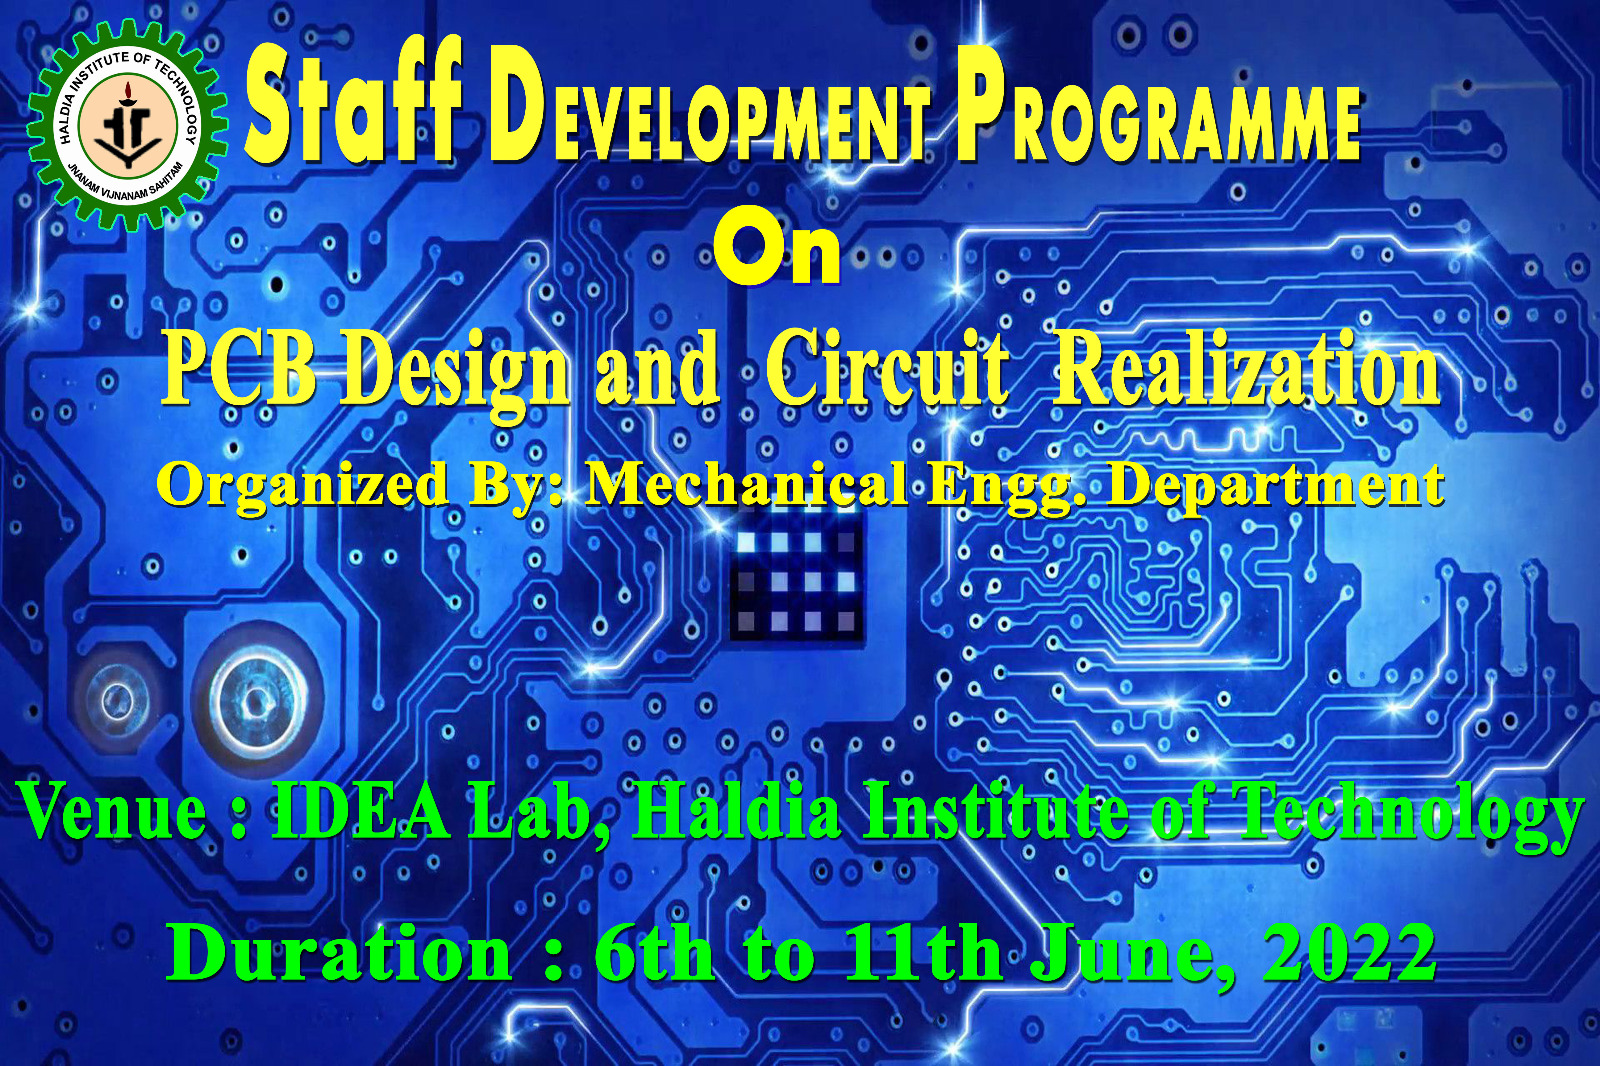 HALDIA INSTITUTE OF TECHNOLOGY
JNANAM VIJNANAM SAHITAM
Staff DEVELOPMENT PROGRAMME
On
PCB Design and Circuit Realization
Organized By: Mechanical Engg. Department
Venue : IDEA Lab, Haldia Institute of Technology
Duration : 6th to 11th June, 2022